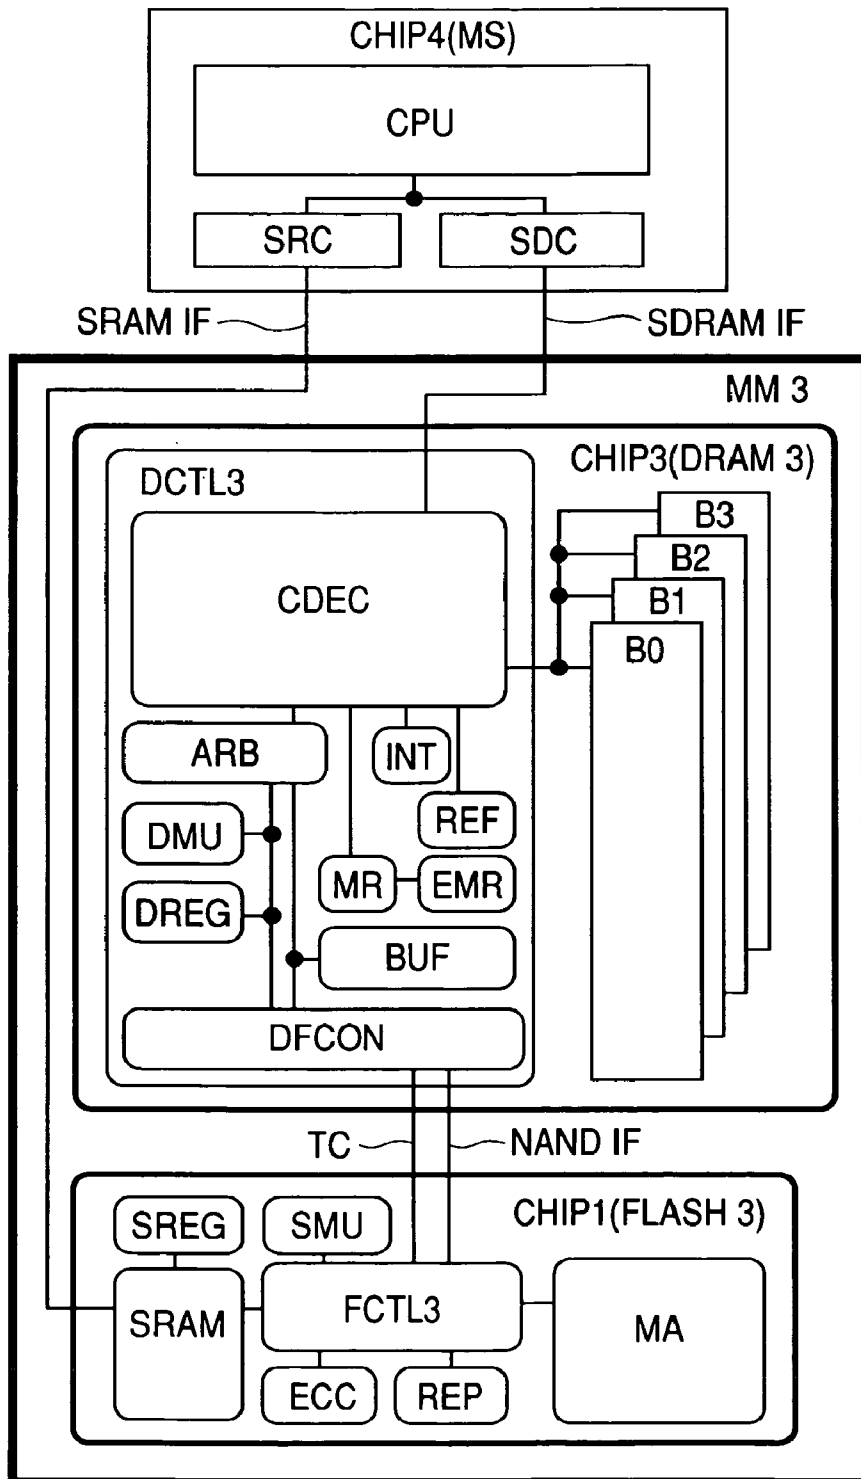 CHIP4(MS)
CPU
SRC
SDC
SRAM IF
SDRAM IF
MM 3
CHIP3(DRAM 3)
DCTL3
B3
B2
B1
B0
CDEC
ARB
INT
REF
DMU
MR
EMR
DREG
BUF
DFCON
TC
NAND IF
CHIP1(FLASH 3)
SREG
SMU
SRAM
FCTL3
MA
ECC
REP